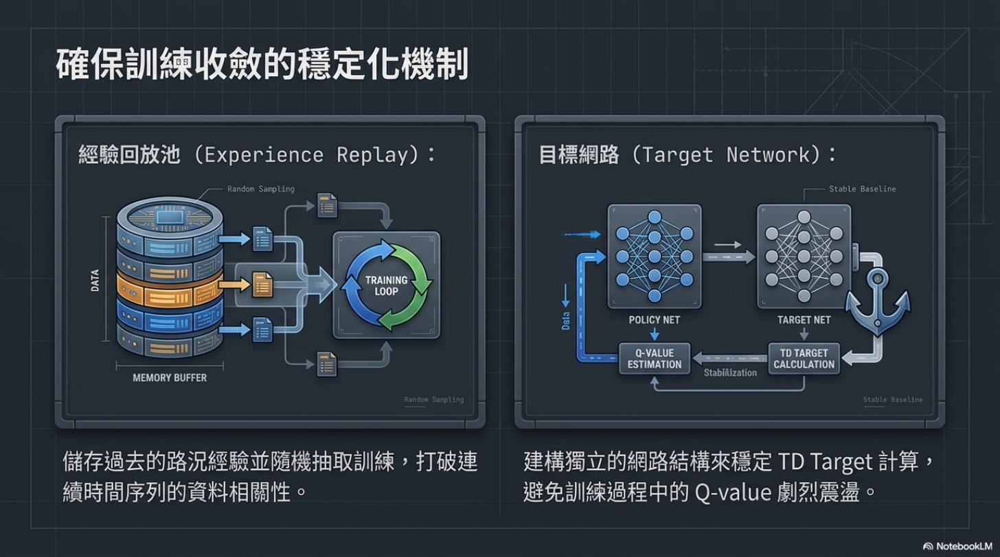 確保訓練收斂的穩定化機制
經驗回放池 (Experience Replay)：
Random Sampling
DATA
TRAINING
LOOP
MEMORY BUFFER
Random Sampling
儲存過去的路況經驗並隨機抽取訓練，打破連
續時間序列的資料相關性。
目標網路 (Target Network)：
Stable Baseline
Data
POLICY NET
TARGET NET
Q-VALUE
ESTIMATION
Stabilization
TD TARGET
CALCULATION
Stable Baseline
建構獨立的網路結構來穩定 TD Target 計算，
避免訓練過程中的 Q-value 劇烈震盪。
NotebookLM